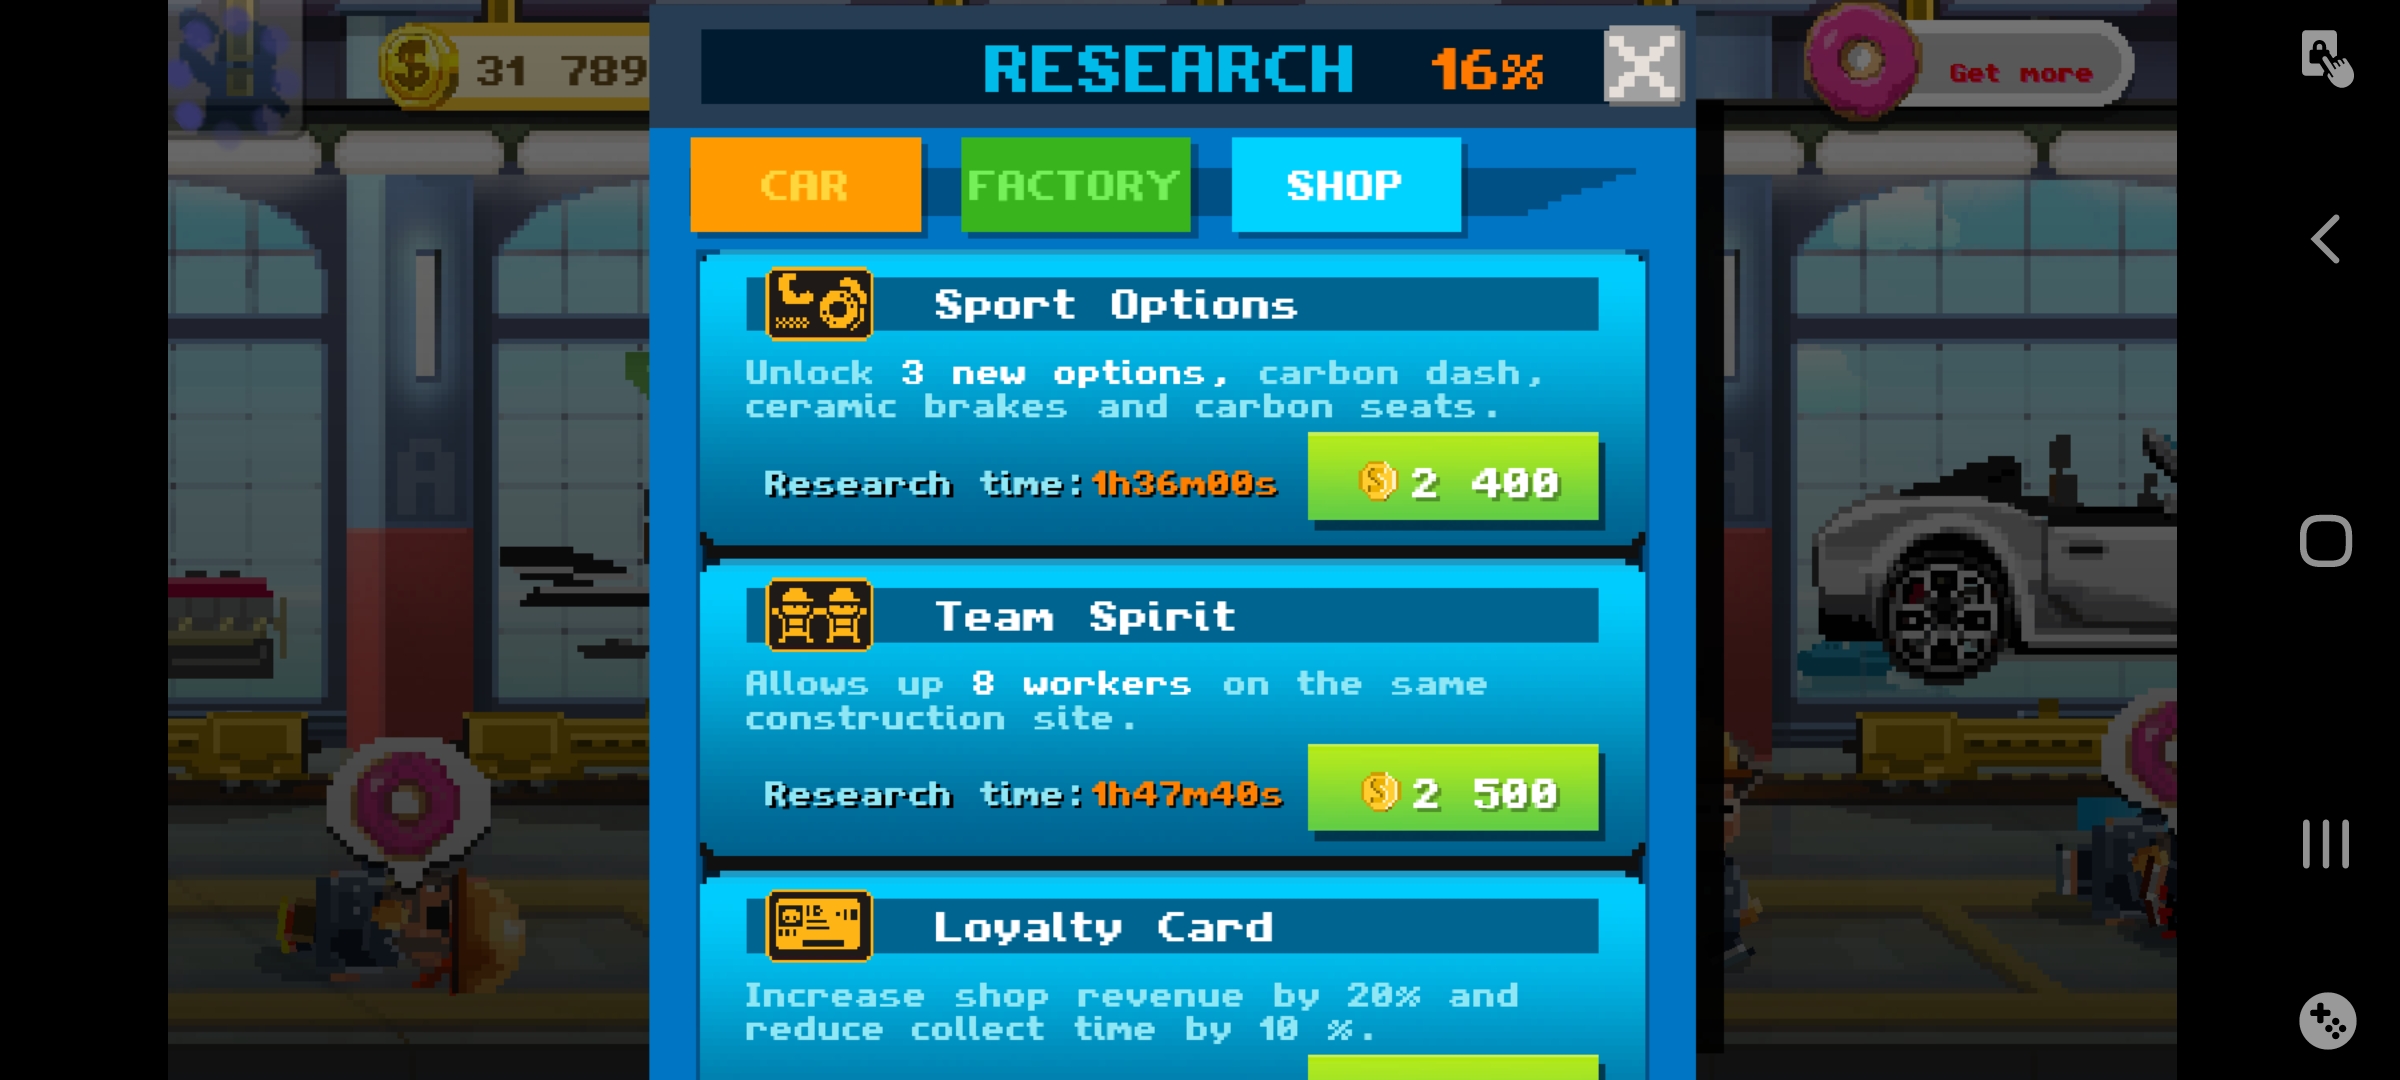 31 789
RESEARCH 16%
Get more
CAR
FACTORY
SHOP
Sport Options
Unlock 3 new options, carbon dash,
ceramic brakes and carbon seats.
Research time:1h36m00s
2 400
A
Team Spirit
Allows up 8 workers on the same
construction site.
Research time:1h47m40s
2 500
Loyalty Card
Increase shop revenue by 20% and
reduce collect time by 10 %.